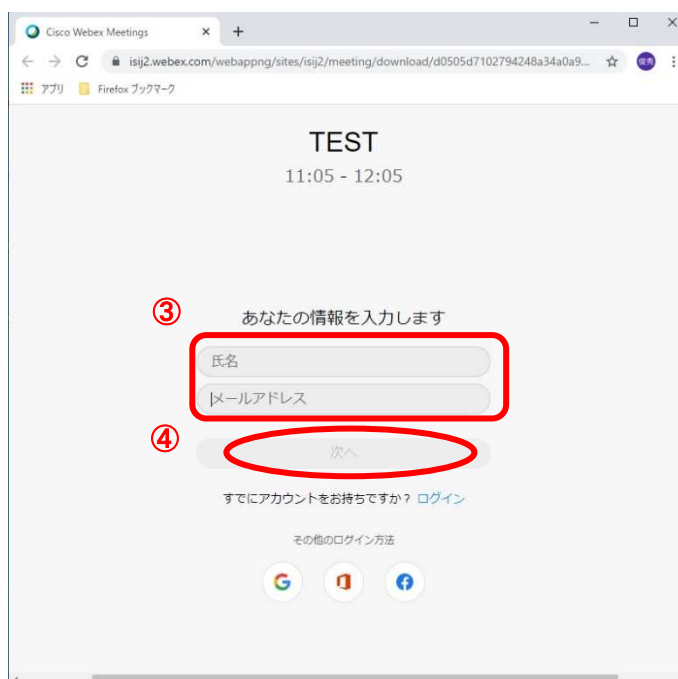 Cisco Webex Meetings
isij2.webex.com/webappng/sites/isij2/meeting/download/d0505d7102794248a34a0a9...
俊秀
アプリ Firefox ブックマーク
TEST
11:05 - 12:05
③ あなたの情報を入力します
氏名
メールアドレス
④ 次へ
すでにアカウントをお持ちですか？ ログイン
その他のログイン方法